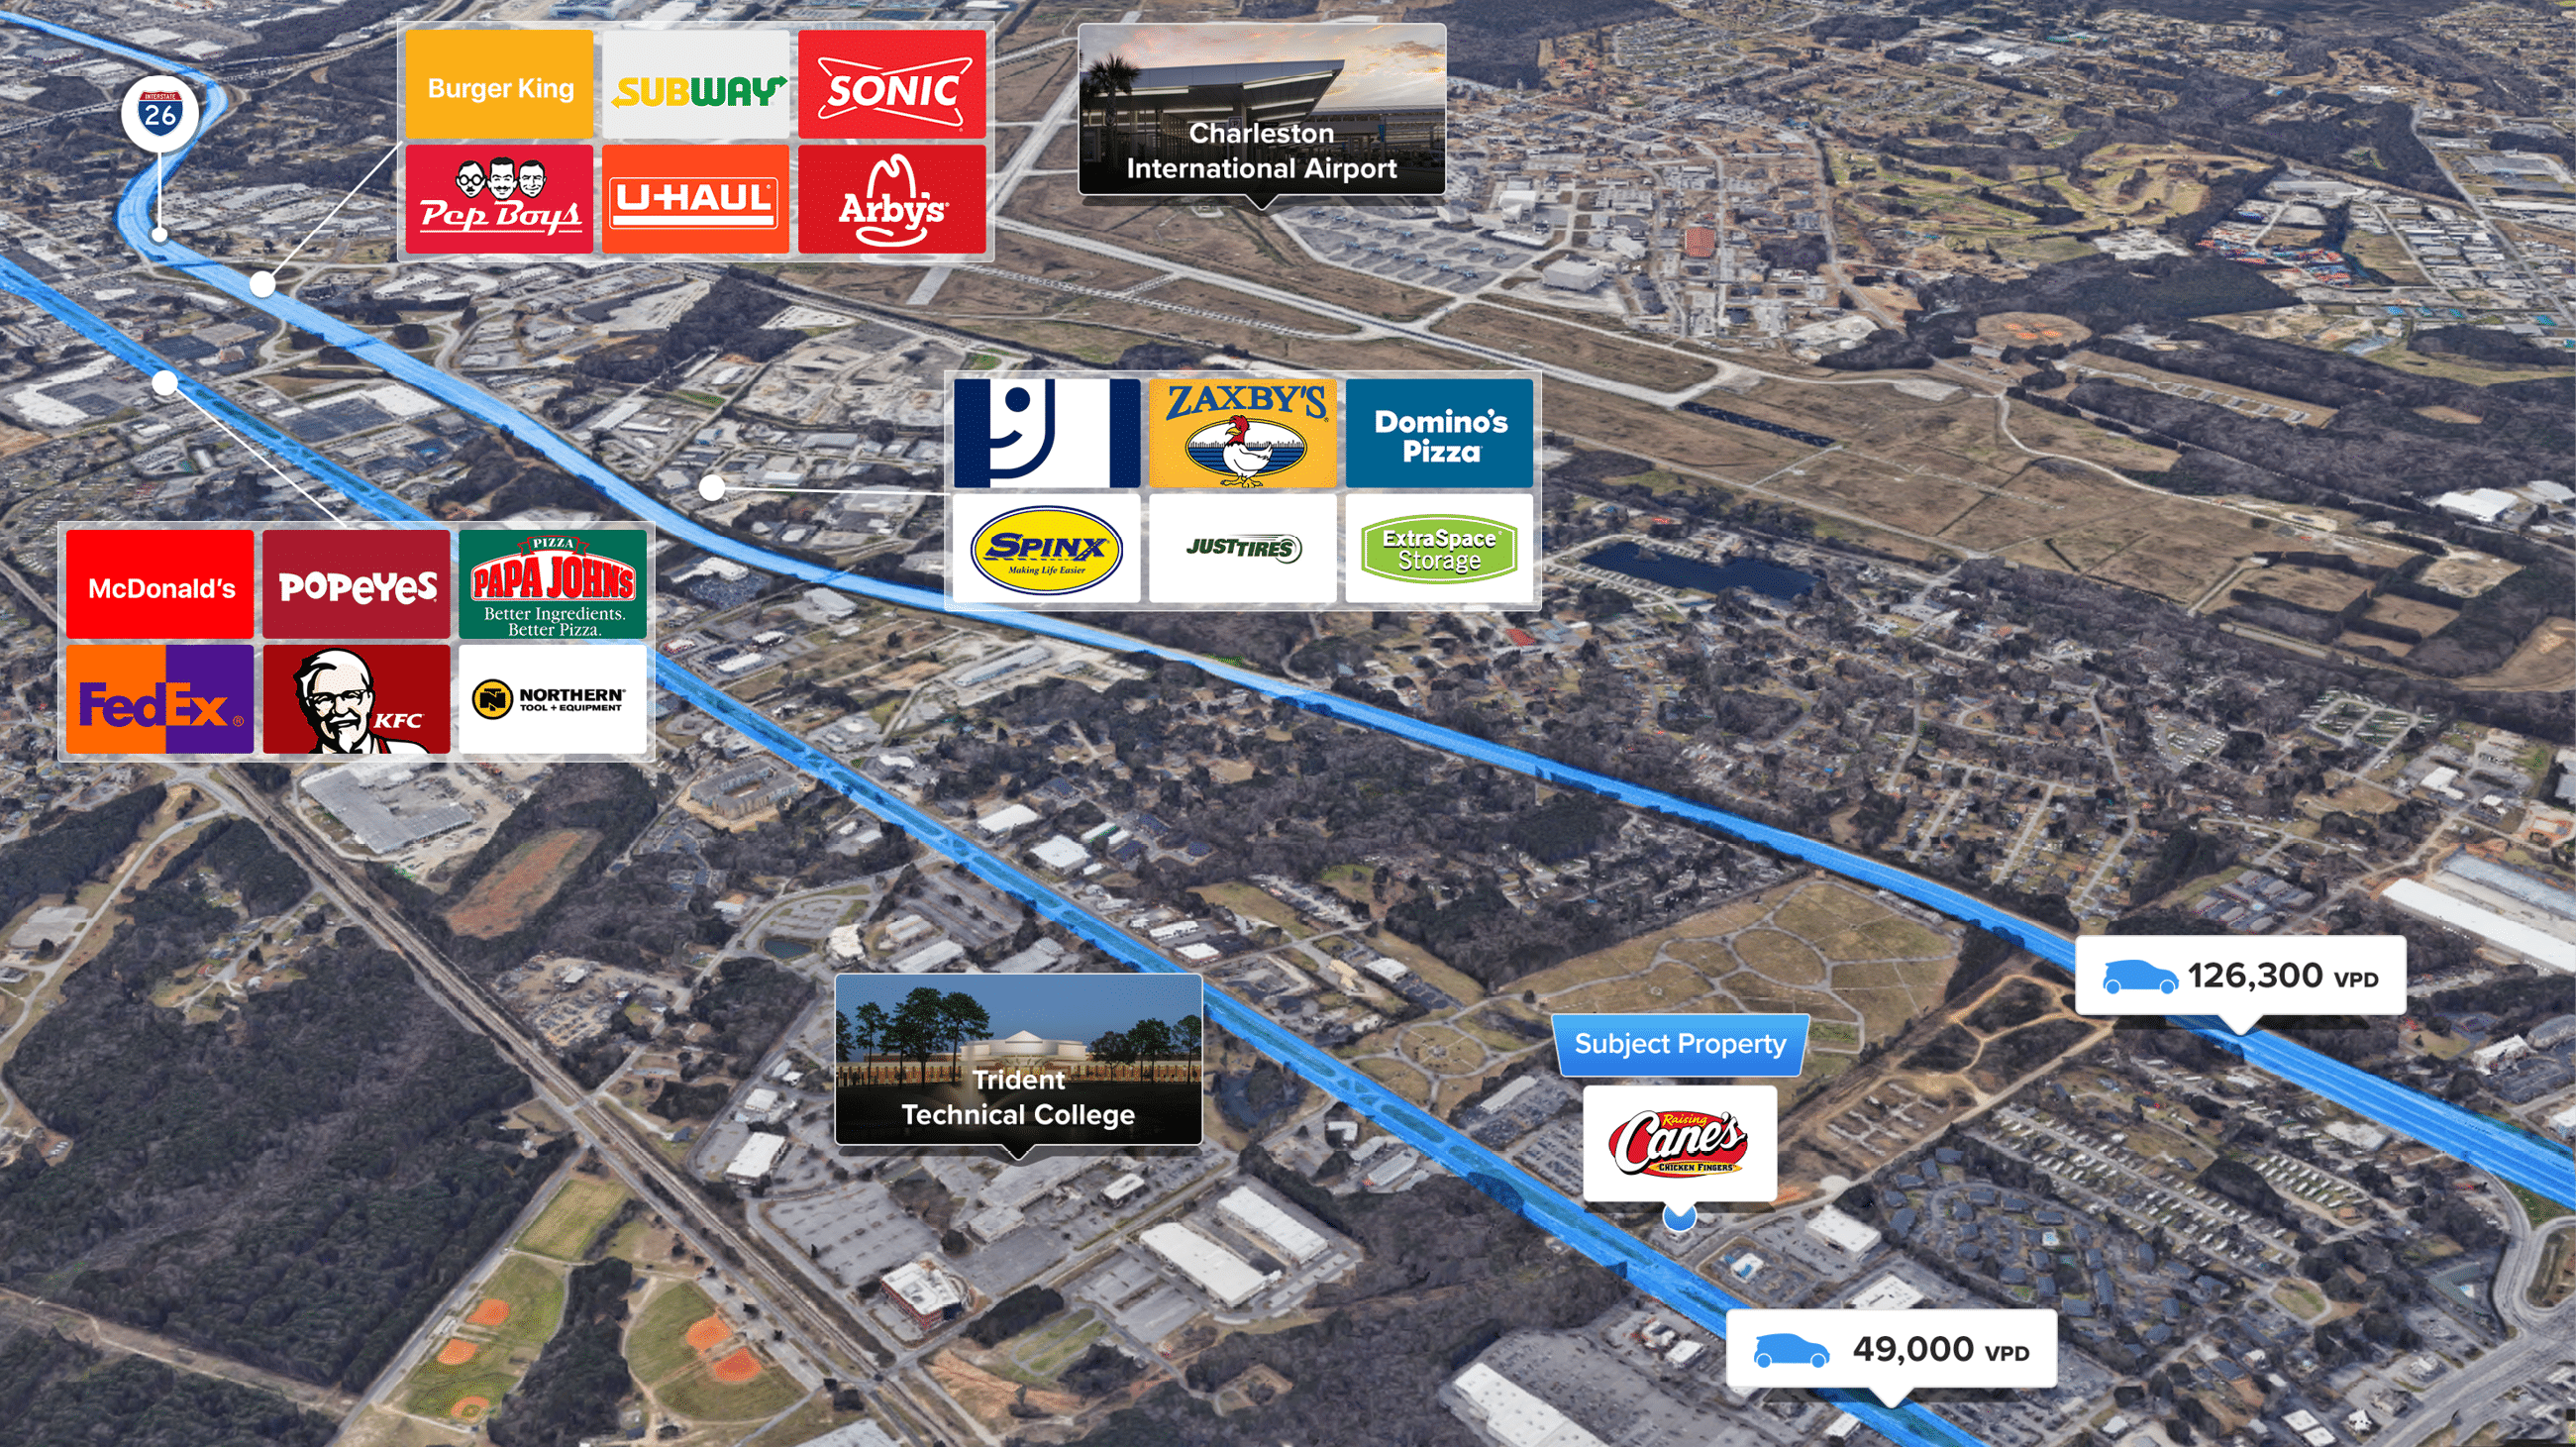 INTERSTATE
26
Burger King
SUBWAY
SONIC
Pep Boys
U-HAUL
Arby's
Charleston
International Airport
ZAXBY'S
Domino's
Pizza
SPINX
Making Life Easier
JUST TIRES
ExtraSpace
Storage
McDonald's
POPEYES
PIZZA
PAPA JOHNS
Better Ingredients.
Better Pizza.
FedEx®
KFC
NORTHERN®
TOOL + EQUIPMENT
Trident
Technical College
126,300 VPD
Subject Property
Raising
Cane's
CHICKEN FINGERS
49,000 VPD